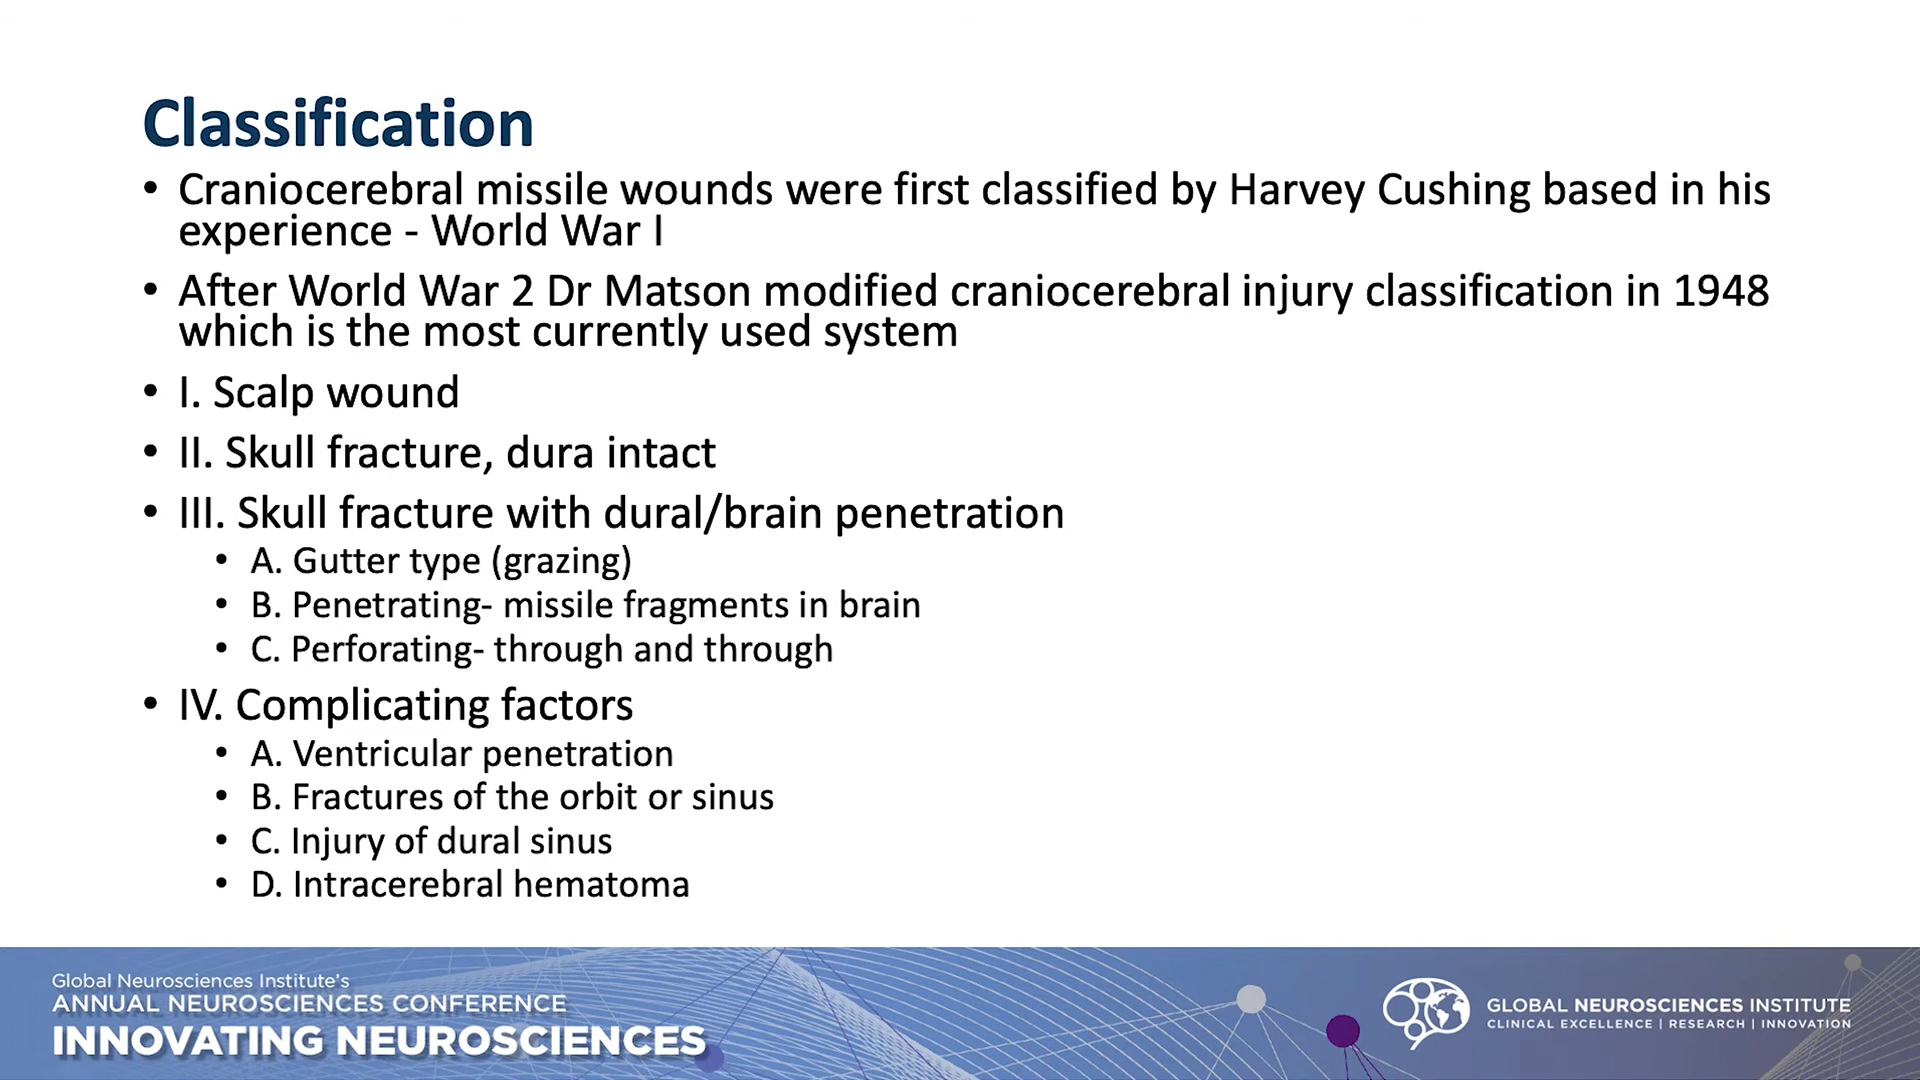 Classification
• Craniocerebral missile wounds were first classified by Harvey Cushing based in his
experience - World War I
• After World War 2 Dr Matson modified craniocerebral injury classification in 1948
which is the most currently used system
• I. Scalp wound
• II. Skull fracture, dura intact
• III. Skull fracture with dural/brain penetration
• A. Gutter type (grazing)
• B. Penetrating- missile fragments in brain
• C. Perforating- through and through
• IV. Complicating factors
• A. Ventricular penetration
• B. Fractures of the orbit or sinus
• C. Injury of dural sinus
• D. Intracerebral hematoma
Global Neurosciences Institute's
ANNUAL NEUROSCIENCES CONFERENCE
INNOVATING NEUROSCIENCES
GLOBAL NEUROSCIENCES INSTITUTE
CLINICAL EXCELLENCE | RESEARCH | INNOVATION